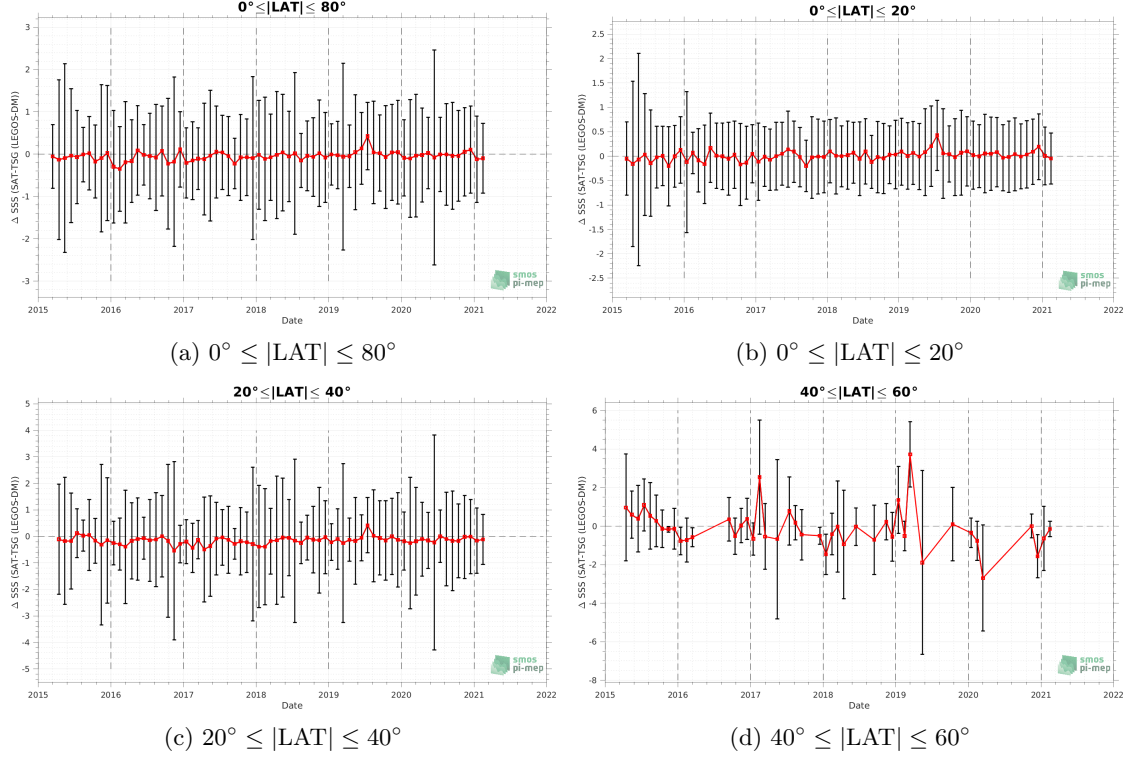 0°≤|LAT|≤ 80°
3
2
1
0
-1
-2
-3
Δ SSS (SAT-TSG (LEGOS-DM))
2015 2016 2017 2018 2019 2020 2021 2022
Date
smos
pi-mep
(a) 0° ≤ |LAT| ≤ 80°
0°≤|LAT|≤ 20°
2.5
2
1.5
1
0.5
0
-0.5
-1
-1.5
-2
-2.5
Δ SSS (SAT-TSG (LEGOS-DM))
2015 2016 2017 2018 2019 2020 2021 2022
Date
smos
pi-mep
(b) 0° ≤ |LAT| ≤ 20°
20°≤|LAT|≤ 40°
5
4
3
2
1
0
-1
-2
-3
-4
-5
Δ SSS (SAT-TSG (LEGOS-DM))
2015 2016 2017 2018 2019 2020 2021 2022
Date
smos
pi-mep
(c) 20° ≤ |LAT| ≤ 40°
40°≤|LAT|≤ 60°
6
4
2
0
-2
-4
-6
-8
Δ SSS (SAT-TSG (LEGOS-DM))
2015 2016 2017 2018 2019 2020 2021 2022
Date
smos
pi-mep
(d) 40° ≤ |LAT| ≤ 60°